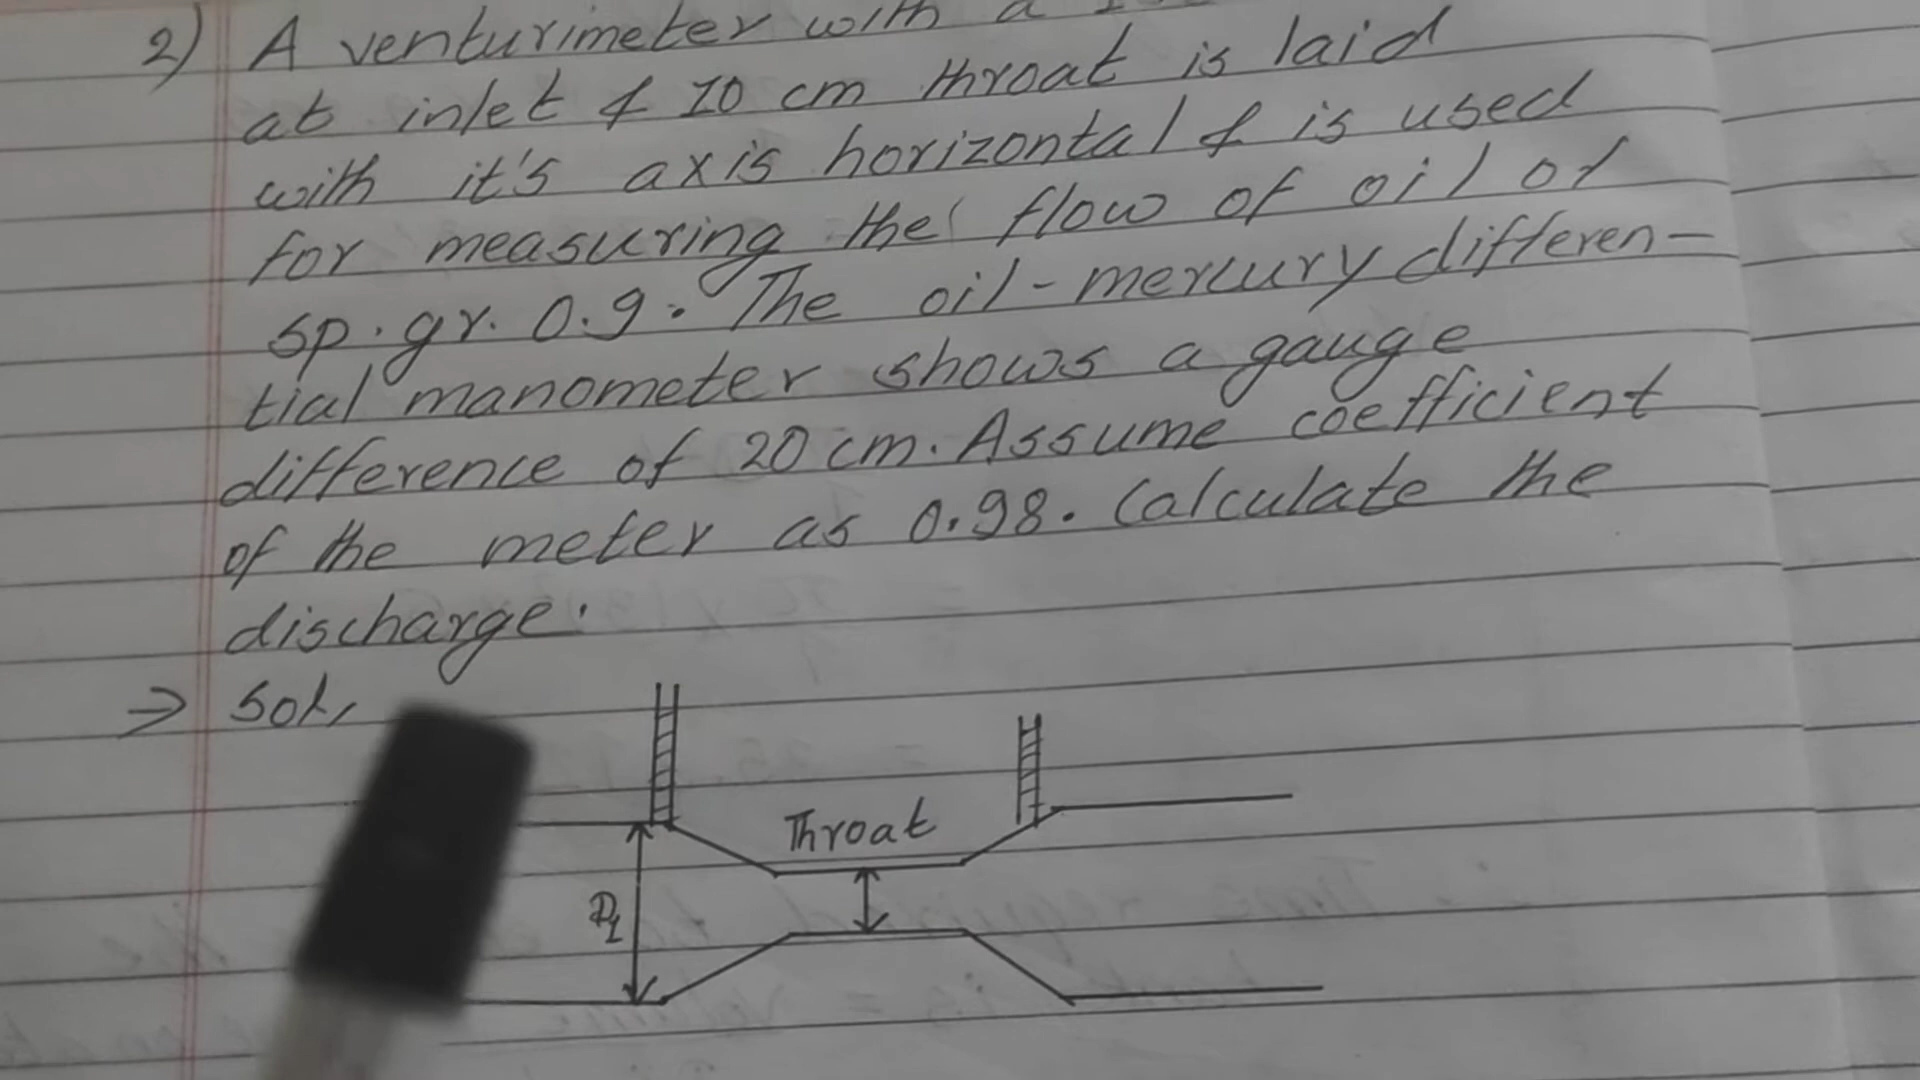 2) A venturimeter with a
at inlet & 10 cm throat is laid
with it's axis horizontal & is used
for measuring the flow of oil of
sp. gr. 0.9. The oil-mercury differen-
tial manometer shows a gauge
difference of 20 cm. Assume coefficient
of the meter as 0.98. Calculate the
discharge.
⇒ Sol,
Throat
D1